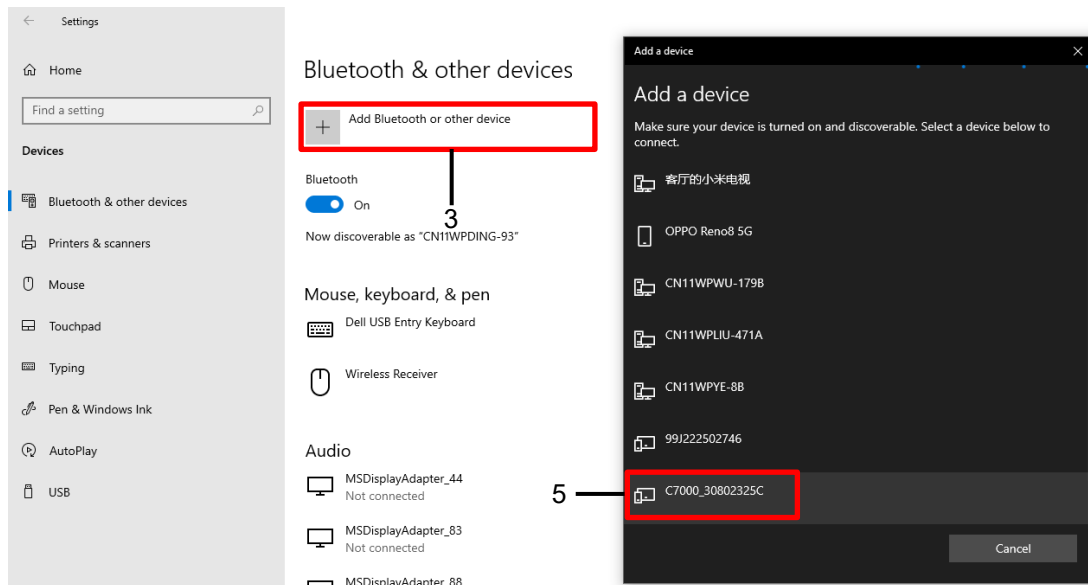 Settings
Home
Find a setting
Devices
Bluetooth & other devices
Printers & scanners
Mouse
Touchpad
Typing
Pen & Windows Ink
AutoPlay
USB
Bluetooth & other devices
Add Bluetooth or other device
3
Bluetooth
On
Now discoverable as "CN11WPDING-93"
Mouse, keyboard, & pen
Dell USB Entry Keyboard
Wireless Receiver
Audio
MSDisplayAdapter_44
Not connected
MSDisplayAdapter_83
Not connected
MSDisplayAdapter_88
Add a device
Add a device
Make sure your device is turned on and discoverable. Select a device below to
connect.
客厅的小米电视
OPPO Reno8 5G
CN11WPWU-179B
CN11WPLIU-471A
CN11WPYE-8B
99J222502746
5
C7000_30802325C
Cancel